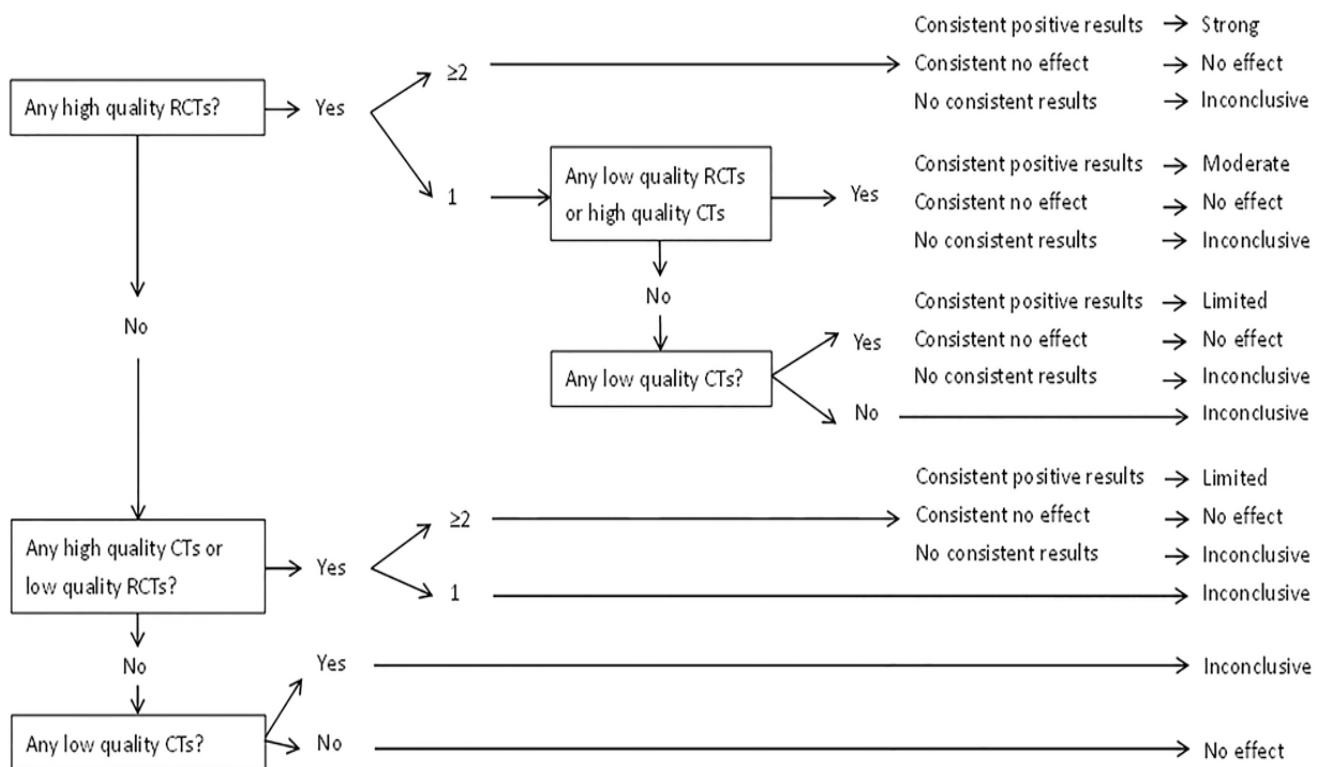 Consistent positive results → Strong
Any high quality RCTs? → Yes
≥2 → Consistent no effect → No effect
No consistent results → Inconclusive
1 → Any low quality RCTs
or high quality CTs → Yes
Consistent positive results → Moderate
Consistent no effect → No effect
No consistent results → Inconclusive
No
Any low quality CTs?
Yes
Consistent positive results → Limited
Consistent no effect → No effect
No consistent results → Inconclusive
No → Inconclusive
No
Any high quality CTs or
low quality RCTs? → Yes
≥2
Consistent positive results → Limited
Consistent no effect → No effect
No consistent results → Inconclusive
1 → Inconclusive
No
Any low quality CTs?
Yes → Inconclusive
No → No effect